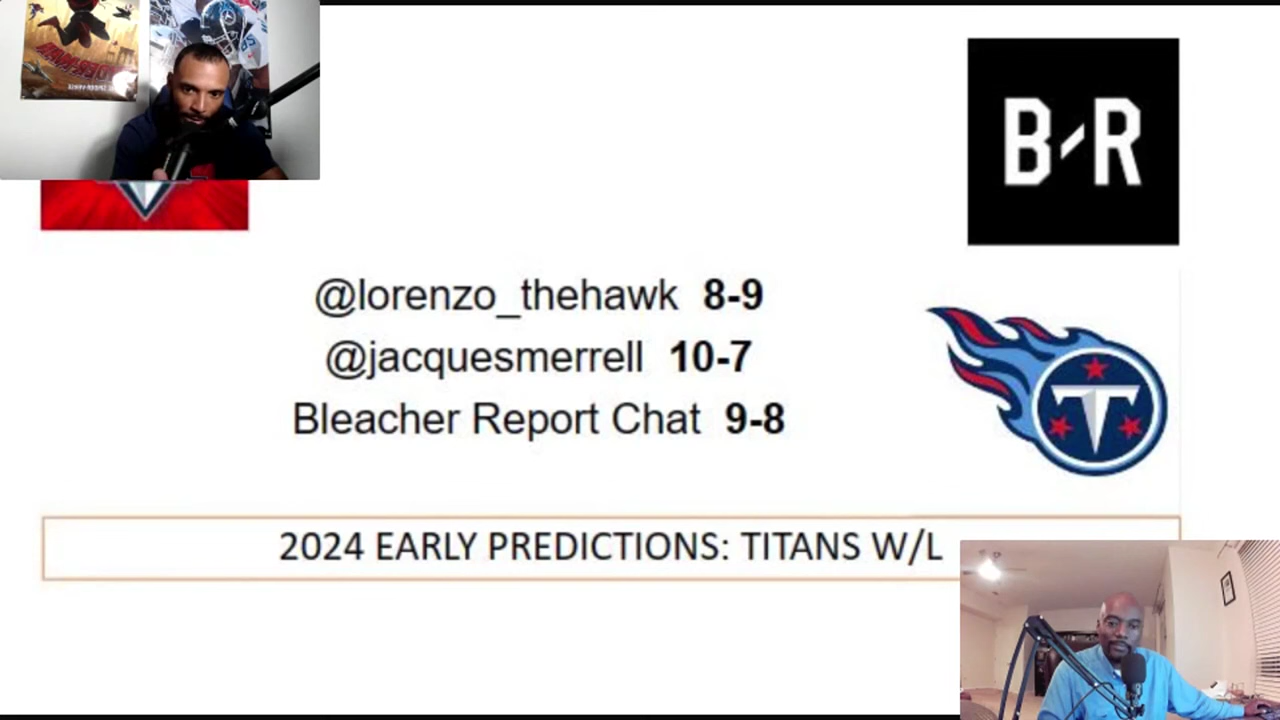 B/R
@lorenzo_thehawk 8-9
@jacquesmerrell 10-7
Bleacher Report Chat 9-8
T
2024 EARLY PREDICTIONS: TITANS W/L